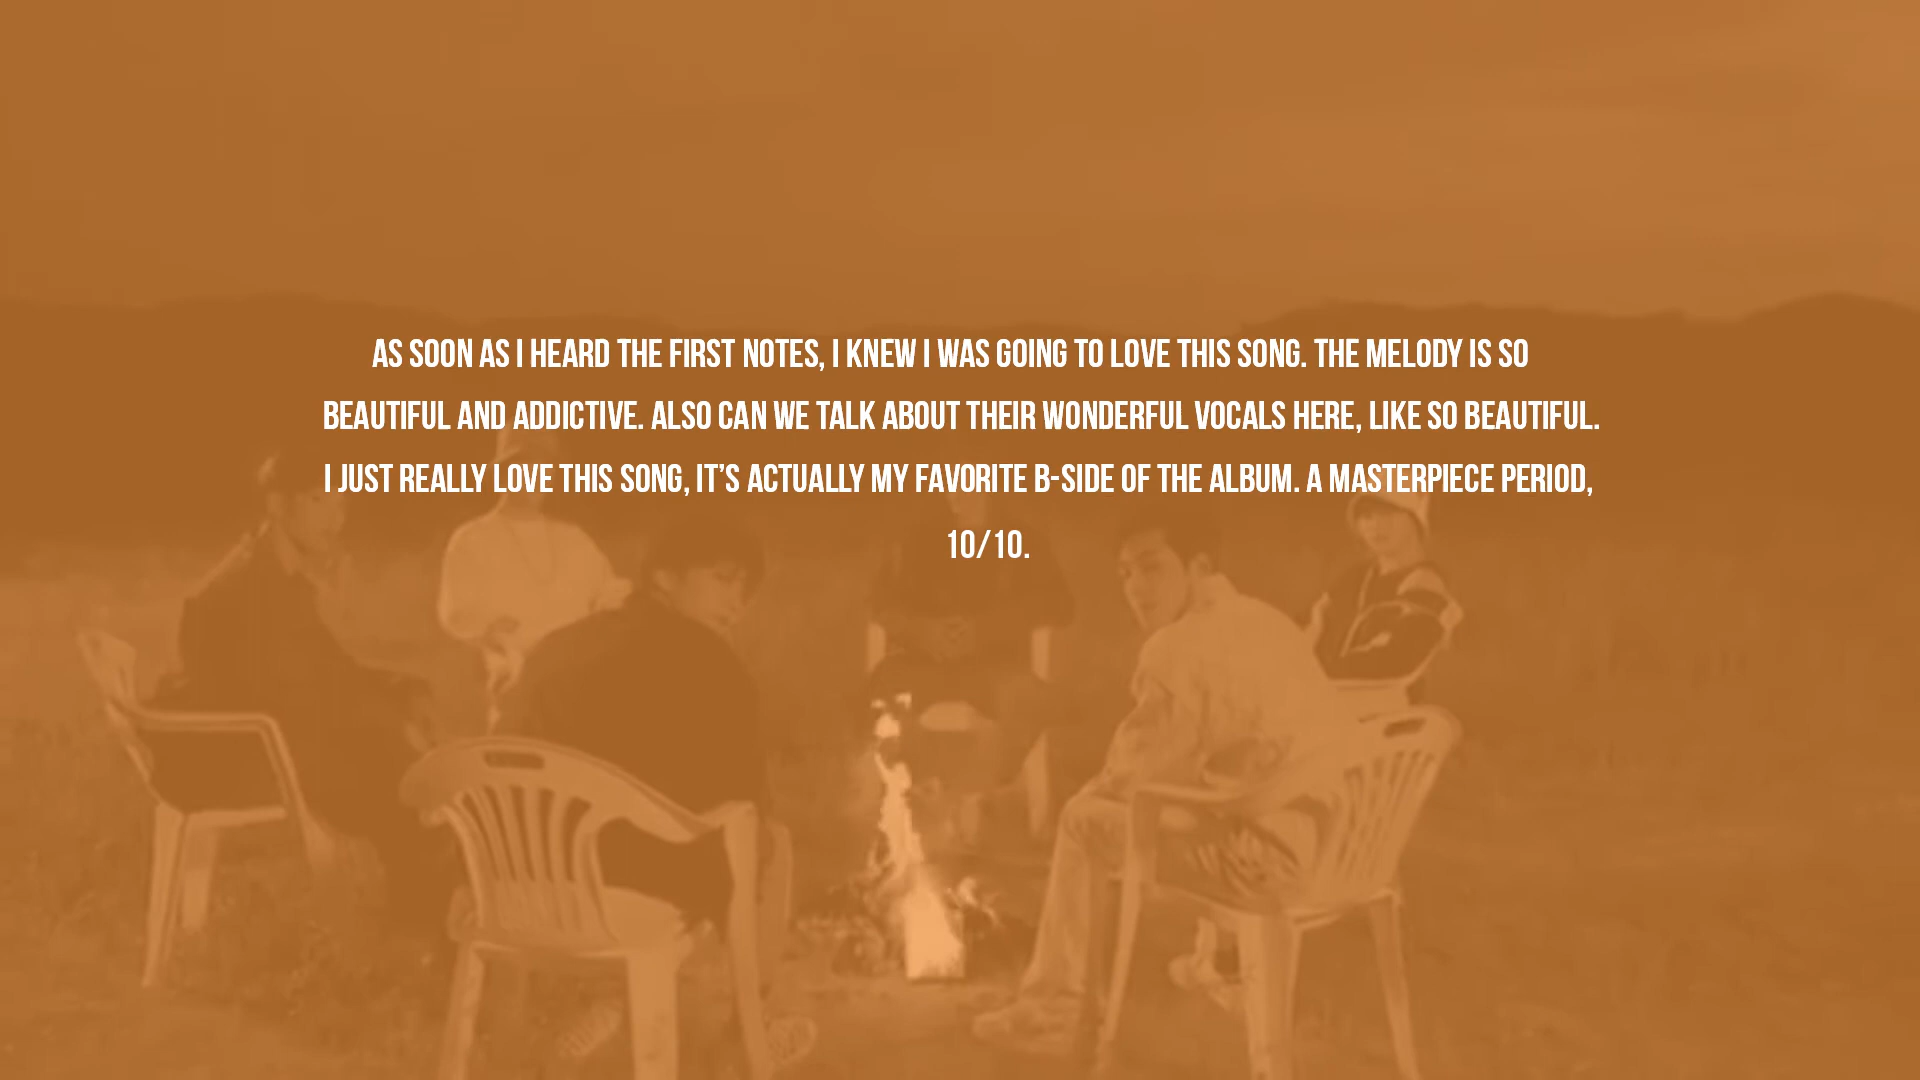 AS SOON AS I HEARD THE FIRST NOTES, I KNEW I WAS GOING TO LOVE THIS SONG. THE MELODY IS SO
BEAUTIFUL AND ADDICTIVE. ALSO CAN WE TALK ABOUT THEIR WONDERFUL VOCALS HERE, LIKE SO BEAUTIFUL.
I JUST REALLY LOVE THIS SONG, IT’S ACTUALLY MY FAVORITE B-SIDE OF THE ALBUM. A MASTERPIECE PERIOD,
10/10.